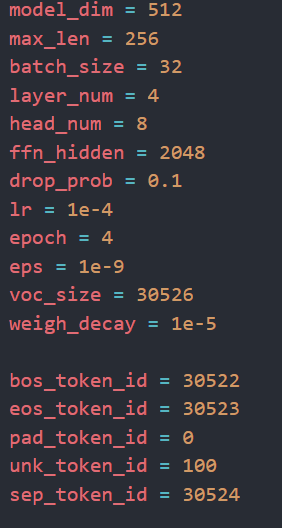 model_dim = 512
max_len = 256
batch_size = 32
layer_num = 4
head_num = 8
ffn_hidden = 2048
drop_prob = 0.1
lr = 1e-4
epoch = 4
eps = 1e-9
voc_size = 30526
weigh_decay = 1e-5
bos_token_id = 30522
eos_token_id = 30523
pad_token_id = 0
unk_token_id = 100
sep_token_id = 30524